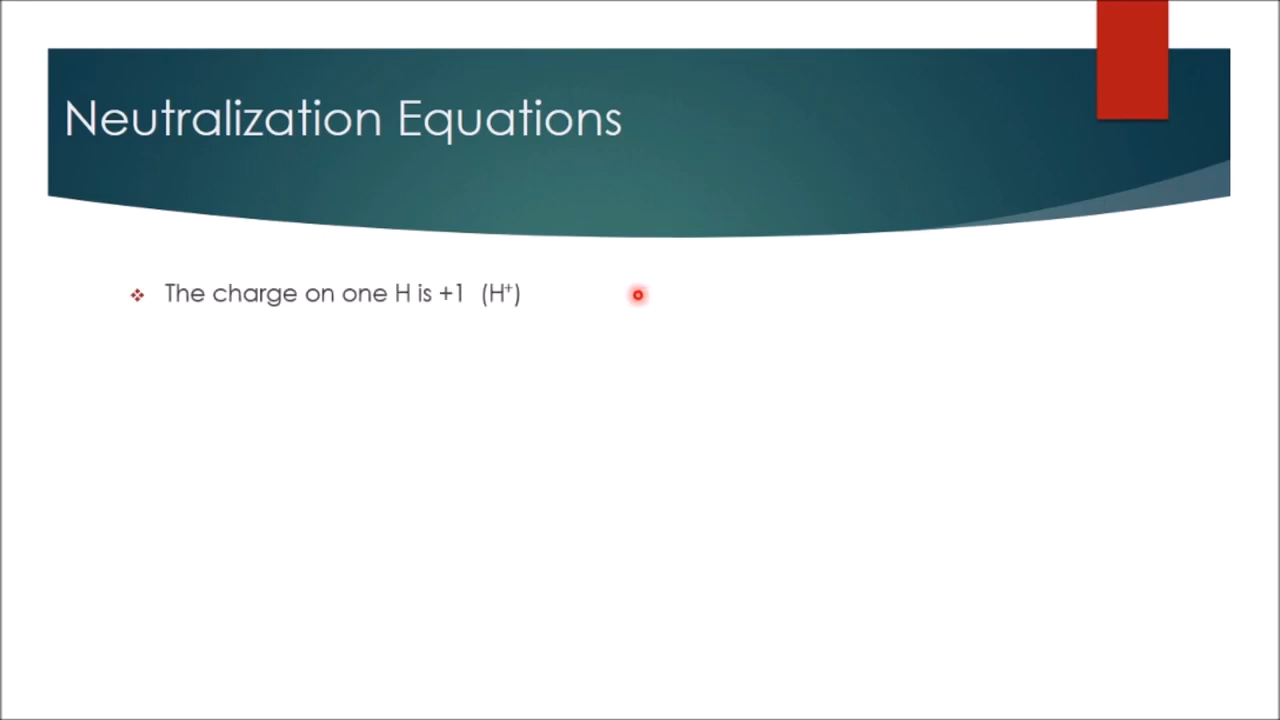 Neutralization Equations
The charge on one H is +1 (H⁺)